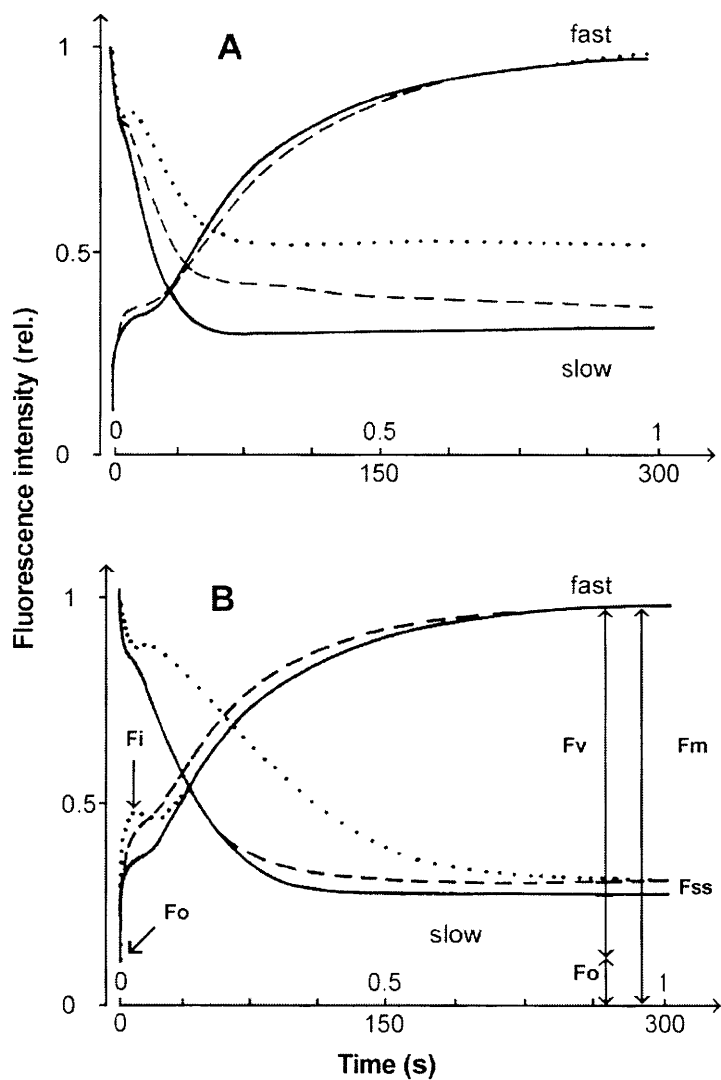 A
fast
1
0.5
slow
0 0.5 1
0
0 150 300
Fluorescence intensity (rel.)
B
fast
1
Fi
Fv Fm
0.5
Fo
Fss
slow
Fo
0 0.5 1
0
0 150 300
Time (s)